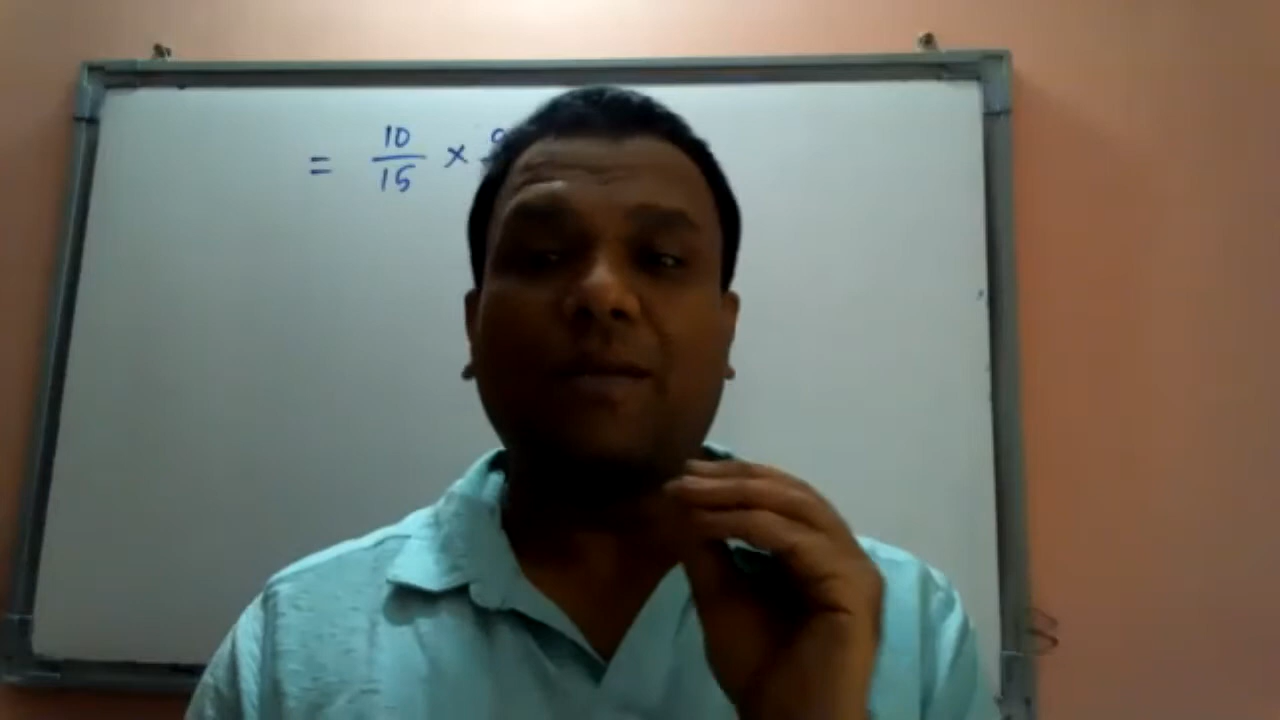 = 10/15 ×